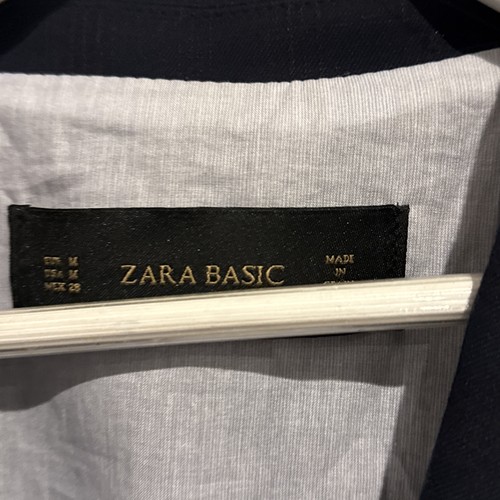 EUR M
USA M
MEX 28
ZARA BASIC
MADE
IN